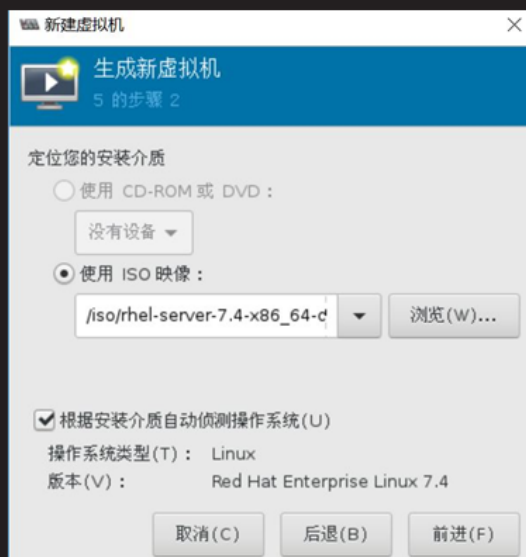 新建虚拟机
生成新虚拟机
5 的步骤 2
定位您的安装介质
使用 CD-ROM 或 DVD：
没有设备
使用 ISO 映像：
/iso/rhel-server-7.4-x86_64-d
浏览(W)...
根据安装介质自动侦测操作系统(U)
操作系统类型(T)： Linux
版本(V)： Red Hat Enterprise Linux 7.4
取消(C) 后退(B) 前进(F)